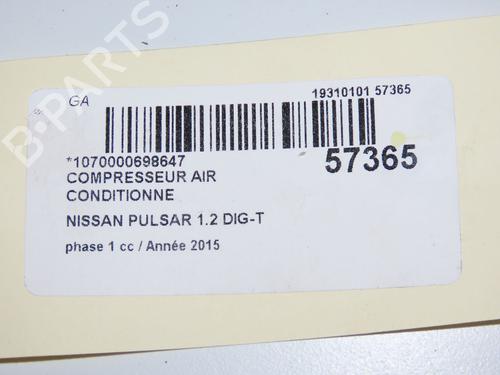 GA
19310101 57365
*1070000698647
57365
COMPRESSEUR AIR
CONDITIONNE
NISSAN PULSAR 1.2 DIG-T
phase 1 cc / Année 2015
B-PARTS